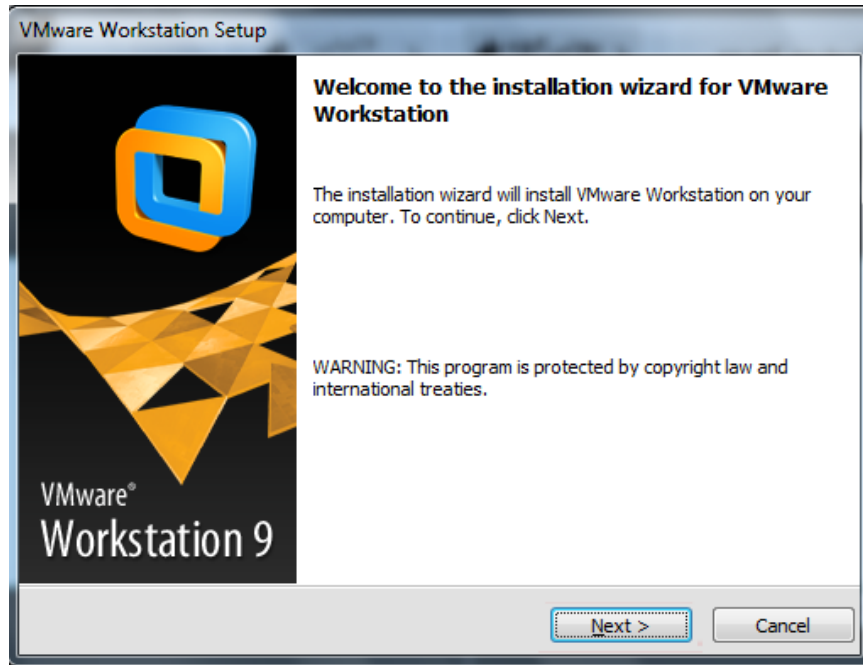 VMware Workstation Setup
Welcome to the installation wizard for VMware
Workstation
The installation wizard will install VMware Workstation on your
computer. To continue, click Next.
WARNING: This program is protected by copyright law and
international treaties.
VMware®
Workstation 9
Next >
Cancel